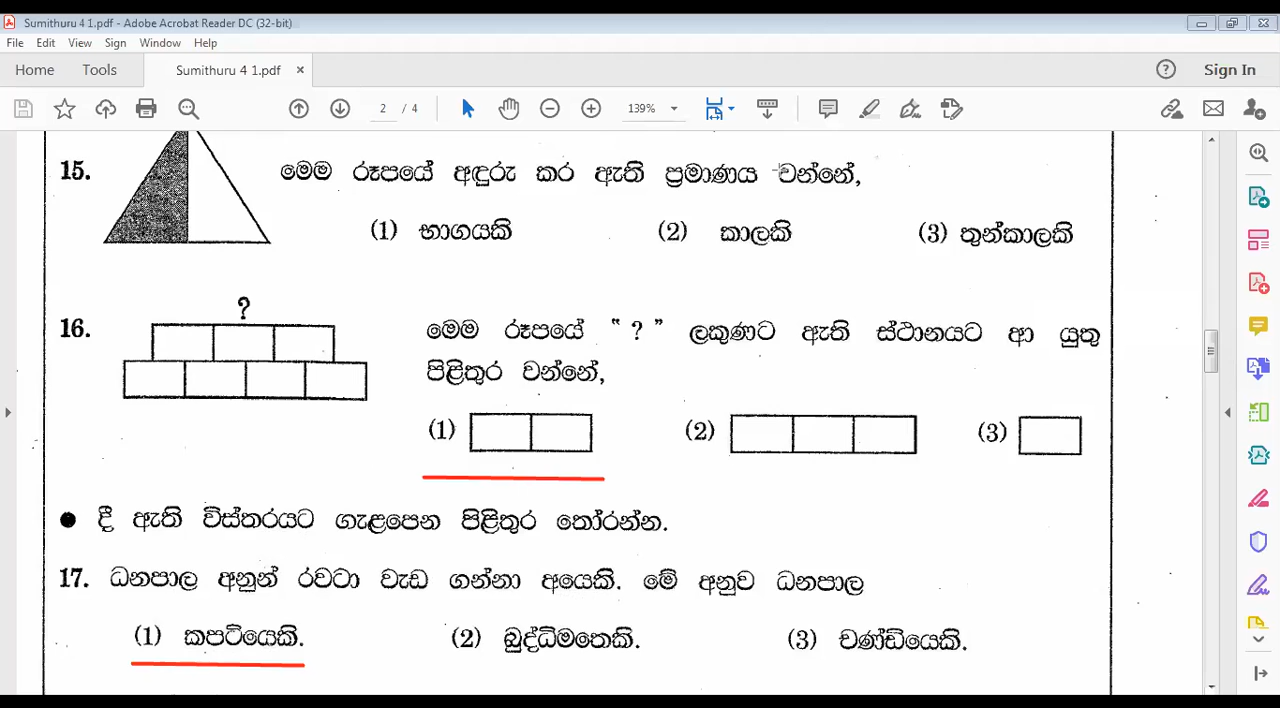 Sumithuru 4 1.pdf - Adobe Acrobat Reader DC (32-bit)
File Edit View Sign Window Help
Home Tools Sumithuru 4 1.pdf × ? Sign In
2 / 4 139%
15. මෙම රූපයේ අඳුරු කර ඇති ප්‍රමාණය වන්නේ,
(1) භාගයකි (2) කාලකි (3) තුන්කාලකි
?
16. මෙම රූපයේ “ ? ” ලකුණට ඇති ස්ථානයට ආ යුතු
පිළිතුර වන්නේ,
(1) (2) (3)
● දී ඇති විස්තරයට ගැළපෙන පිළිතුර තෝරන්න.
17. ධනපාල අනුන් රවටා වැඩ ගන්නා අයෙකි. මේ අනුව ධනපාල
(1) කපටියෙකි. (2) බුද්ධිමතෙකි. (3) චණ්ඩියෙකි.